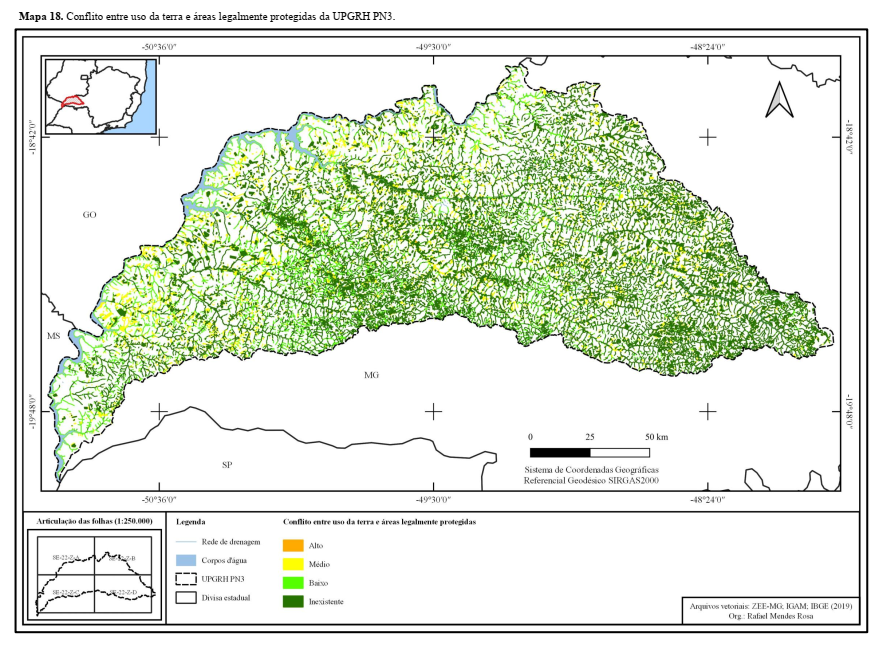 Mapa 18. Conflito entre uso da terra e áreas legalmente protegidas da UPGRH PN3.
-50°36'0" -49°30'0" -48°24'0"
-18°42'0" -18°42'0"
GO
MS
MG
-19°48'0" -19°48'0"
SP
0 25 50 km
Sistema de Coordenadas Geográficas
Referencial Geodésico SIRGAS2000
-50°36'0" -49°30'0" -48°24'0"
Articulação das folhas (1:250.000)
SE-22-Z-A SE-22-Z-B
SE-22-Z-C SE-22-Z-D
Legenda
Rede de drenagem
Corpos d'água
UPGRH PN3
Divisa estadual
Conflito entre uso da terra e áreas legalmente protegidas
Alto
Médio
Baixo
Inexistente
Arquivos vetoriais: ZEE-MG; IGAM; IBGE (2019)
Org.: Rafael Mendes Rosa